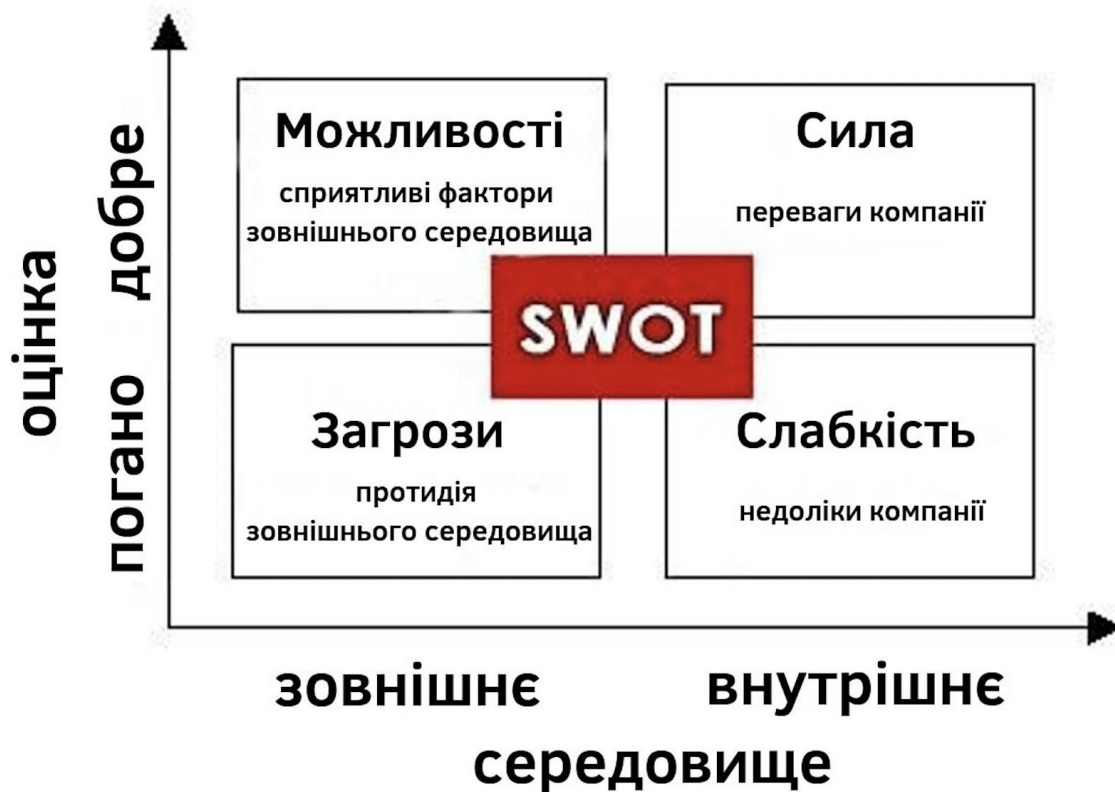 оцінка
погано добре
Можливості
сприятливі фактори
зовнішнього середовища
Сила
переваги компанії
SWOT
Загрози
протидія
зовнішнього середовища
Слабкість
недоліки компанії
зовнішнє
внутрішнє
середовище